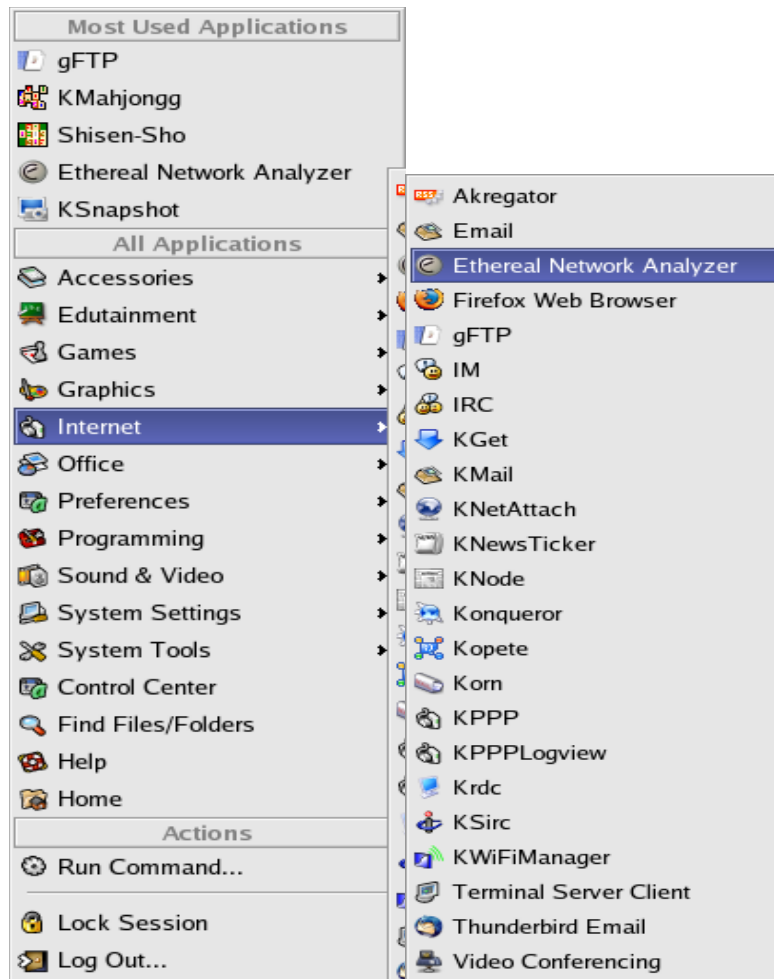 Most Used Applications
gFTP
KMahjongg
Shisen-Sho
Ethereal Network Analyzer
KSnapshot
All Applications
Accessories
Edutainment
Games
Graphics
Internet
Office
Preferences
Programming
Sound & Video
System Settings
System Tools
Control Center
Find Files/Folders
Help
Home
Actions
Run Command...
Lock Session
Log Out...
Akregator
Email
Ethereal Network Analyzer
Firefox Web Browser
gFTP
IM
IRC
KGet
KMail
KNetAttach
KNewsTicker
KNode
Konqueror
Kopete
Korn
KPPP
KPPPLogview
Krdc
KSirc
KWiFiManager
Terminal Server Client
Thunderbird Email
Video Conferencing